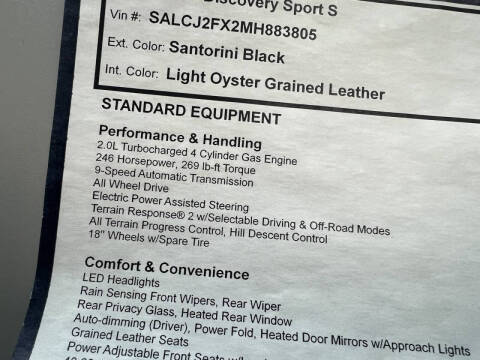 Discovery Sport S
Vin #: SALCJ2FX2MH883805
Ext. Color: Santorini Black
Int. Color: Light Oyster Grained Leather
STANDARD EQUIPMENT
Performance & Handling
2.0L Turbocharged 4 Cylinder Gas Engine
246 Horsepower, 269 lb-ft Torque
9-Speed Automatic Transmission
All Wheel Drive
Electric Power Assisted Steering
Terrain Response® 2 w/Selectable Driving & Off-Road Modes
All Terrain Progress Control, Hill Descent Control
18" Wheels w/Spare Tire
Comfort & Convenience
LED Headlights
Rain Sensing Front Wipers, Rear Wiper
Rear Privacy Glass, Heated Rear Window
Auto-dimming (Driver), Power Fold, Heated Door Mirrors w/Approach Lights
Grained Leather Seats
Power Adjustable Front Seats